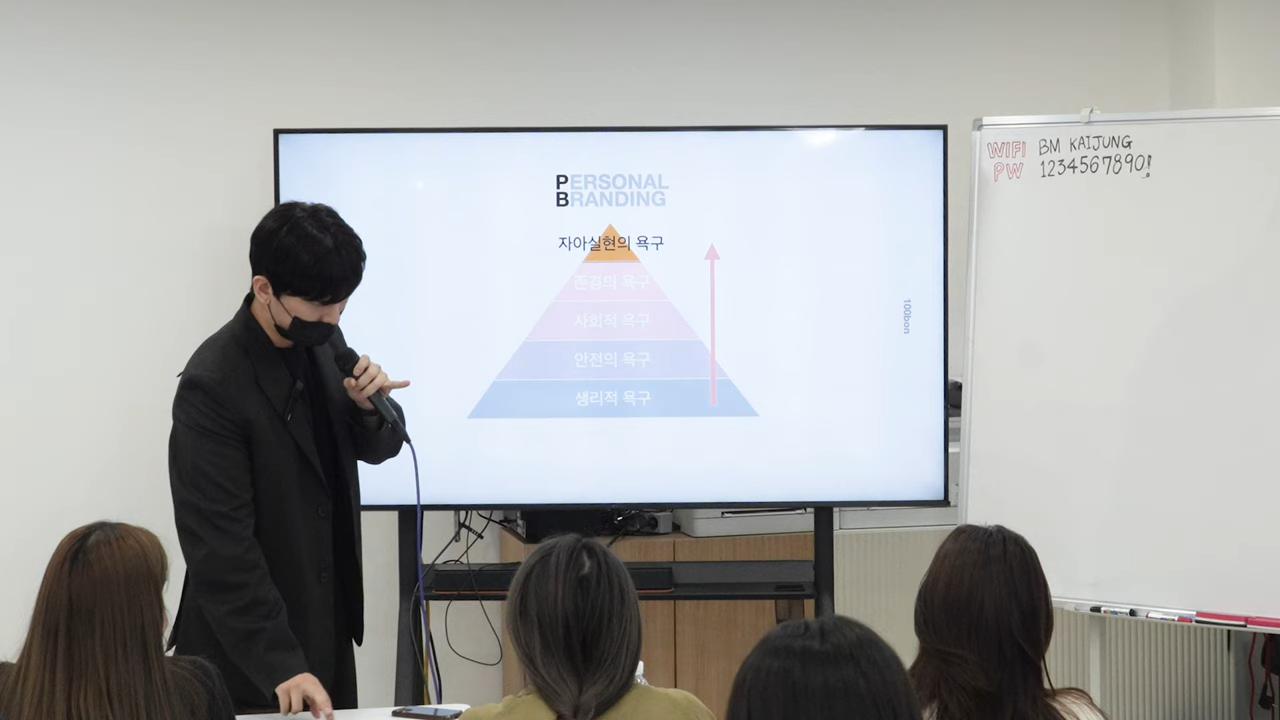 PERSONAL
BRANDING
자아실현의 욕구
존경의 욕구
사회적 욕구
안전의 욕구
생리적 욕구
100bon
WIFI BM KAIJUNG
PW 1234567890!